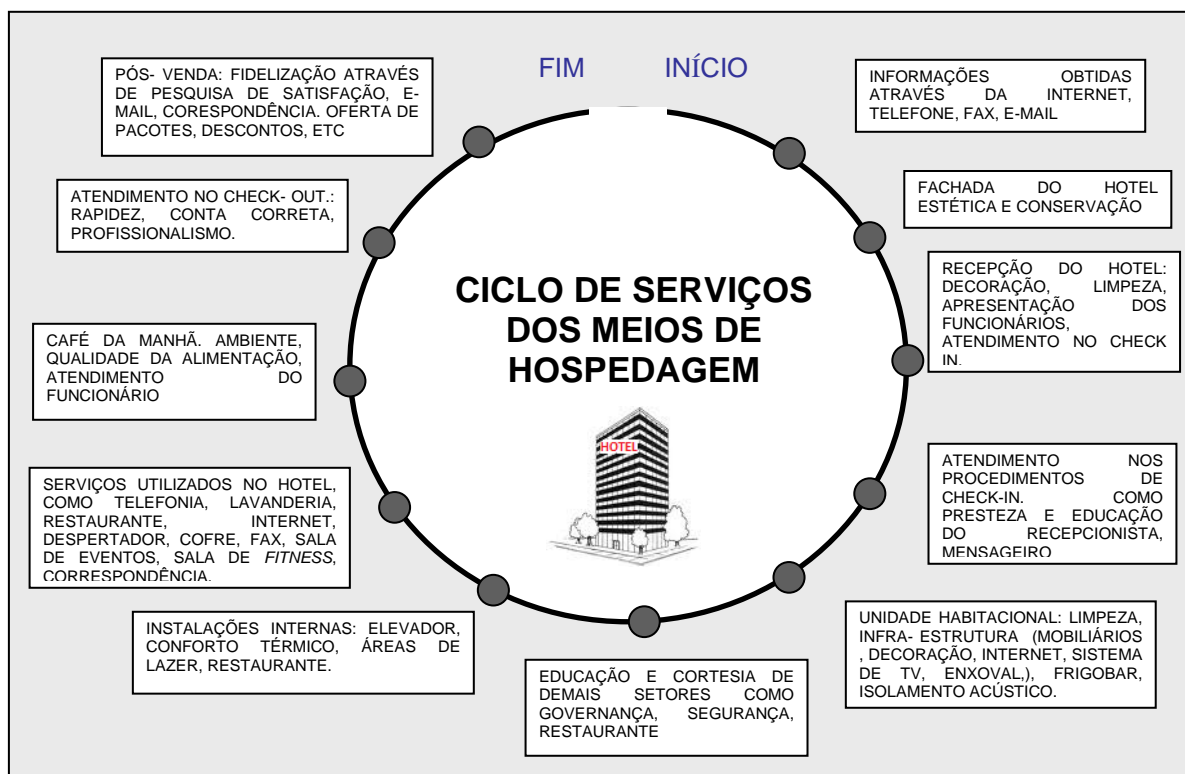 FIM INÍCIO
INFORMAÇÕES OBTIDAS
ATRAVÉS DA INTERNET,
TELEFONE, FAX, E-MAIL
FACHADA DO HOTEL
ESTÉTICA E CONSERVAÇÃO
RECEPÇÃO DO HOTEL:
DECORAÇÃO, LIMPEZA,
APRESENTAÇÃO DOS
FUNCIONÁRIOS,
ATENDIMENTO NO CHECK
IN.
ATENDIMENTO NOS
PROCEDIMENTOS DE
CHECK-IN. COMO
PRESTEZA E EDUCAÇÃO
DO RECEPCIONISTA,
MENSAGEIRO
UNIDADE HABITACIONAL: LIMPEZA,
INFRA- ESTRUTURA (MOBILIÁRIOS
, DECORAÇÃO, INTERNET, SISTEMA
DE TV, ENXOVAL,), FRIGOBAR,
ISOLAMENTO ACÚSTICO.
EDUCAÇÃO E CORTESIA DE
DEMAIS SETORES COMO
GOVERNANÇA, SEGURANÇA,
RESTAURANTE
INSTALAÇÕES INTERNAS: ELEVADOR,
CONFORTO TÉRMICO, ÁREAS DE
LAZER, RESTAURANTE.
SERVIÇOS UTILIZADOS NO HOTEL,
COMO TELEFONIA, LAVANDERIA,
RESTAURANTE, INTERNET,
DESPERTADOR, COFRE, FAX, SALA
DE EVENTOS, SALA DE FITNESS,
CORRESPONDÊNCIA.
CAFÉ DA MANHÃ. AMBIENTE,
QUALIDADE DA ALIMENTAÇÃO,
ATENDIMENTO DO
FUNCIONÁRIO
ATENDIMENTO NO CHECK- OUT.:
RAPIDEZ, CONTA CORRETA,
PROFISSIONALISMO.
PÓS- VENDA: FIDELIZAÇÃO ATRAVÉS
DE PESQUISA DE SATISFAÇÃO, E-
MAIL, CORESPONDÊNCIA. OFERTA DE
PACOTES, DESCONTOS, ETC
CICLO DE SERVIÇOS
DOS MEIOS DE
HOSPEDAGEM
HOTEL